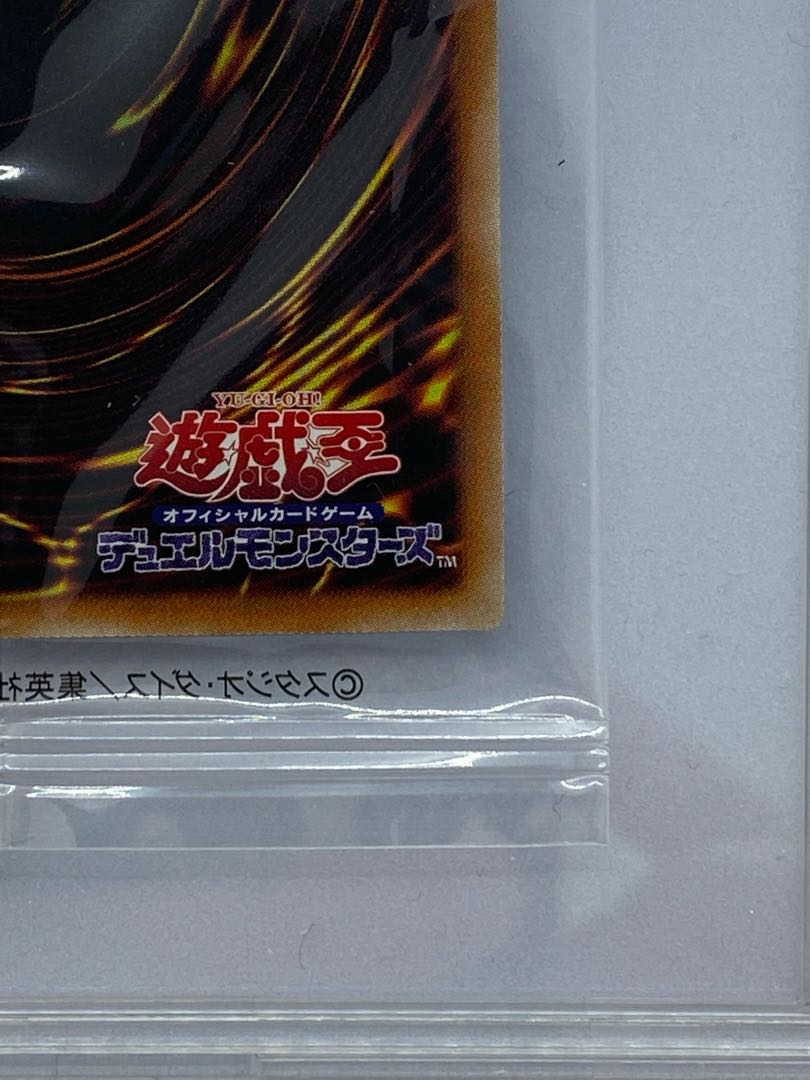 YU-GI-OH!
遊戯王
オフィシャルカードゲーム
デュエルモンスターズ™
©スタジオ・ダイス/集英社